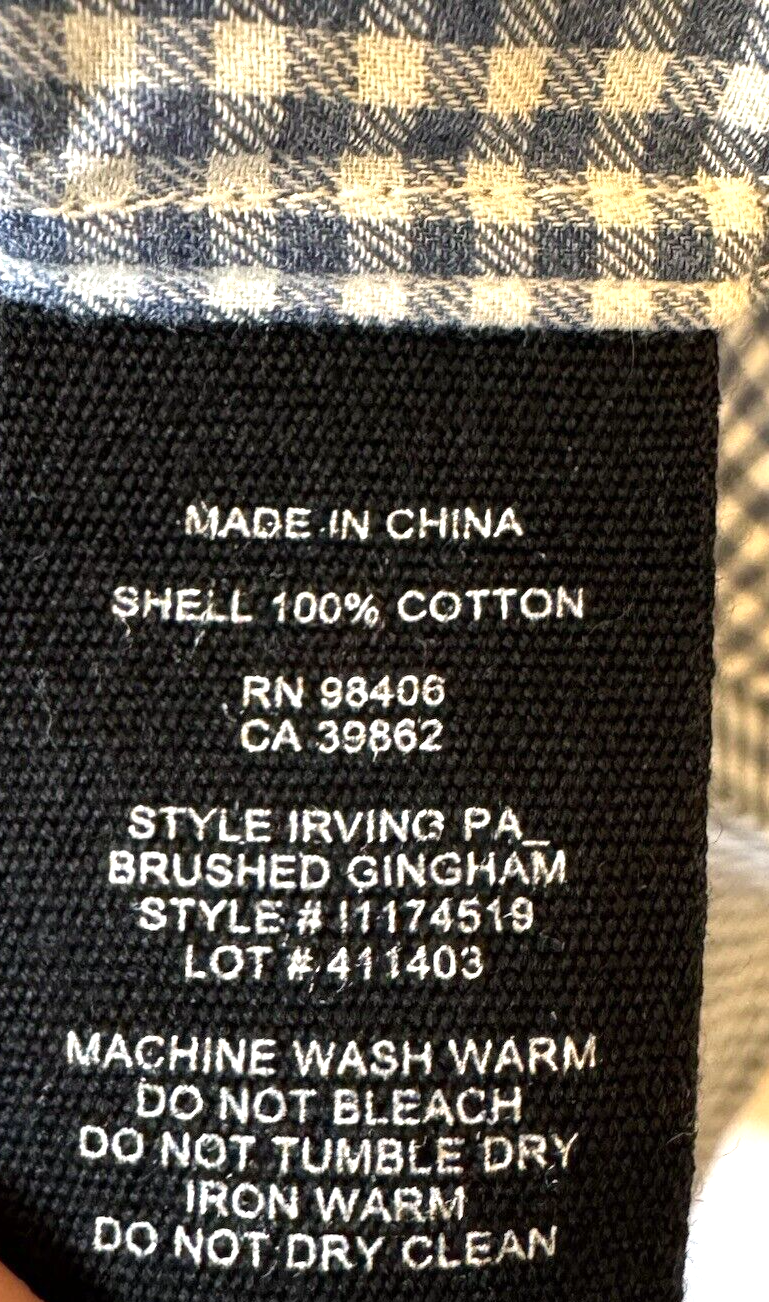 MADE IN CHINA
SHELL 100% COTTON
RN 98406
CA 39862
STYLE IRVING PA_
BRUSHED GINGHAM
STYLE # I1174519
LOT # 411403
MACHINE WASH WARM
DO NOT BLEACH
DO NOT TUMBLE DRY
IRON WARM
DO NOT DRY CLEAN